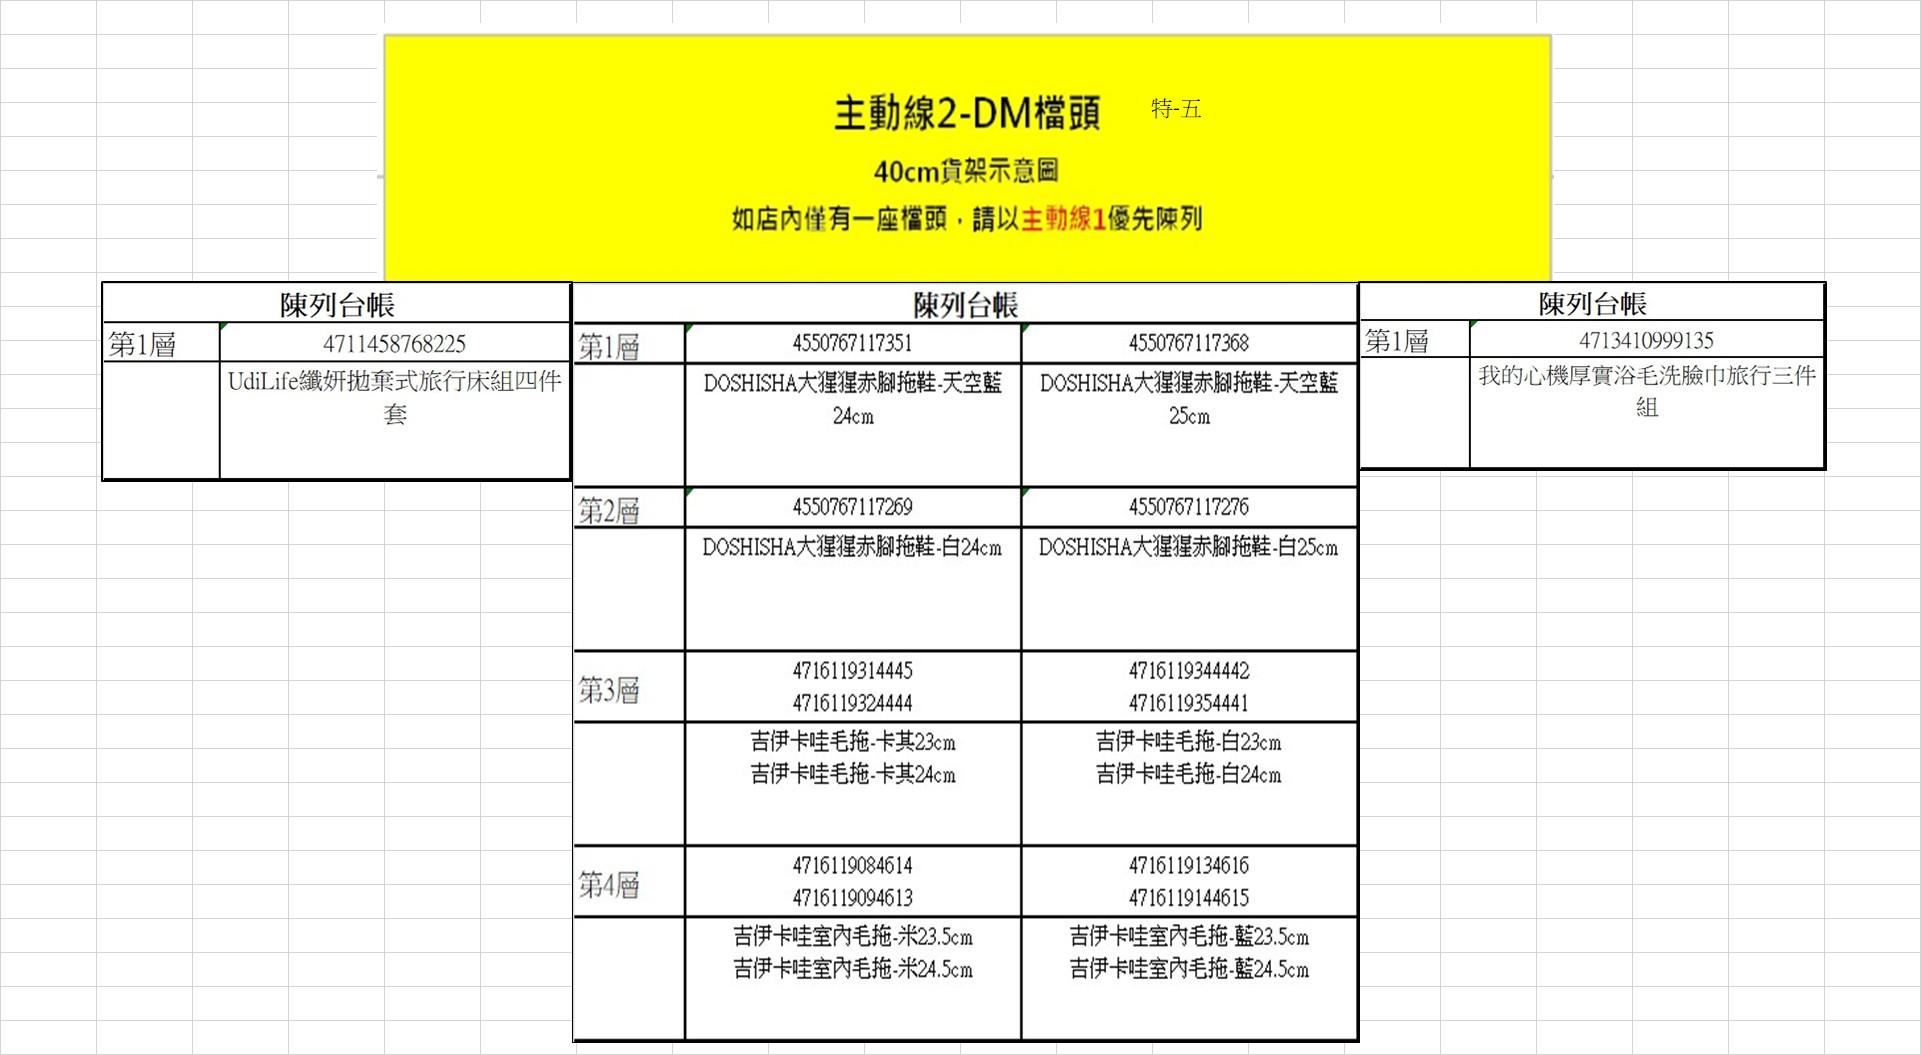 主動線2-DM檔頭 特-五
40cm貨架示意圖
如店內僅有一座檔頭，請以主動線1優先陳列
陳列台帳
第1層 4711458768225
UdiLife纖妍拋棄式旅行床組四件
套
陳列台帳
第1層 4550767117351 4550767117368
DOSHISHA大猩猩赤腳拖鞋-天空藍 DOSHISHA大猩猩赤腳拖鞋-天空藍
24cm 25cm
第2層 4550767117269 4550767117276
DOSHISHA大猩猩赤腳拖鞋-白24cm DOSHISHA大猩猩赤腳拖鞋-白25cm
第3層 4716119314445 4716119344442
4716119324444 4716119354441
吉伊卡哇毛拖-卡其23cm 吉伊卡哇毛拖-白23cm
吉伊卡哇毛拖-卡其24cm 吉伊卡哇毛拖-白24cm
第4層 4716119084614 4716119134616
4716119094613 4716119144615
吉伊卡哇室內毛拖-米23.5cm 吉伊卡哇室內毛拖-藍23.5cm
吉伊卡哇室內毛拖-米24.5cm 吉伊卡哇室內毛拖-藍24.5cm
陳列台帳
第1層 4713410999135
我的心機厚實浴毛洗臉巾旅行三件
組